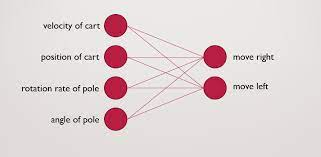 velocity of cart
position of cart
move right
rotation rate of pole
move left
angle of pole